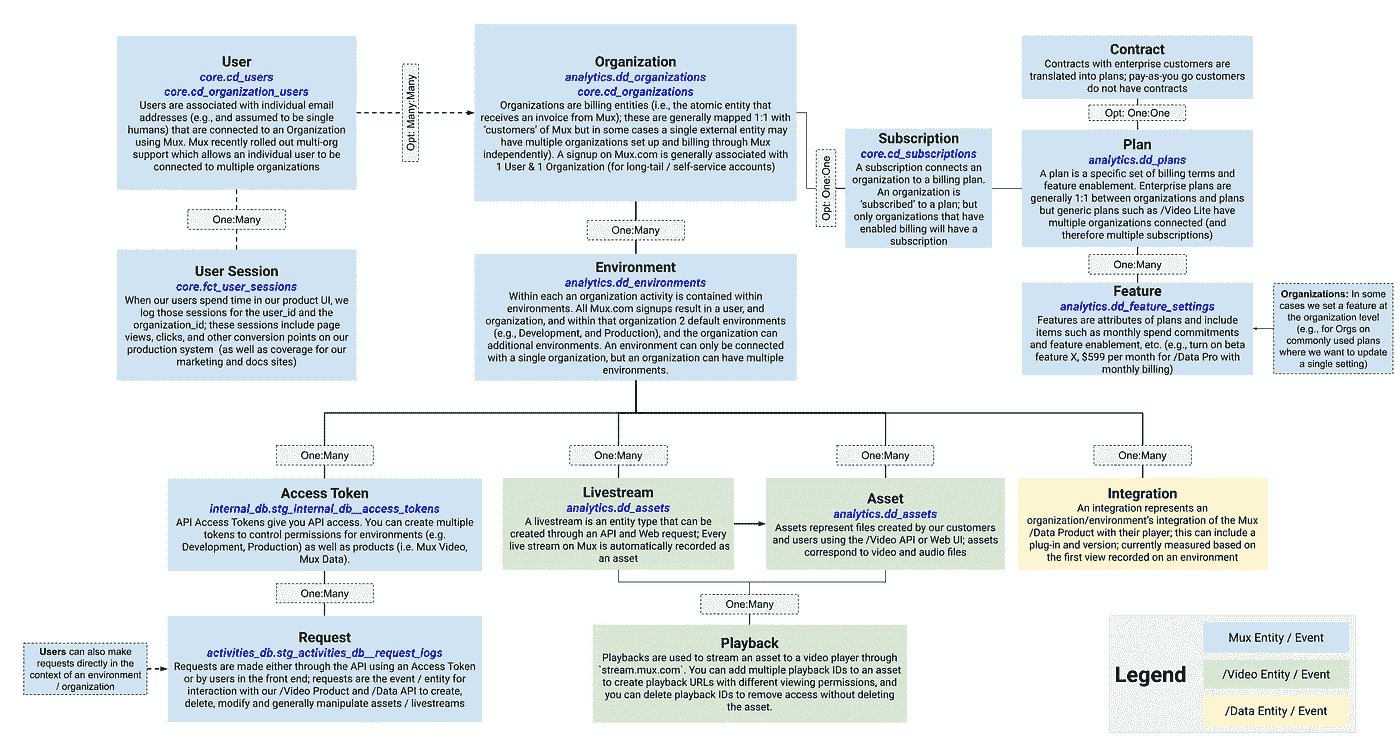 User
core.cd_users
core.cd_organization_users
Users are associated with individual email
addresses (e.g., and assumed to be single
humans) that are connected to an Organization
using Mux. Mux recently rolled out multi-org
support which allows an individual user to be
connected to multiple organizations
Opt: Many:Many
Organization
analytics.dd_organizations
core.cd_organizations
Organizations are billing entities (i.e., the atomic entity that
receives an invoice from Mux); these are generally mapped 1:1 with
'customers' of Mux but in some cases a single external entity may
have multiple organizations set up and billing through Mux
independently). A signup on Mux.com is generally associated with
1 User & 1 Organization (for long-tail / self-service accounts)
Opt: One:One
Subscription
core.cd_subscriptions
A subscription connects an
organization to a billing plan.
An organization is
'subscribed' to a plan; but
only organizations that have
enabled billing will have a
subscription
Contract
Contracts with enterprise customers are
translated into plans; pay-as-you go customers
do not have contracts
Opt: One:One
Plan
analytics.dd_plans
A plan is a specific set of billing terms and
feature enablement. Enterprise plans are
generally 1:1 between organizations and plans
but generic plans such as /Video Lite have
multiple organizations connected (and
therefore multiple subscriptions)
One:Many
Feature
analytics.dd_feature_settings
Features are attributes of plans and include
items such as monthly spend commitments
and feature enablement, etc. (e.g., turn on beta
feature X, $599 per month for /Data Pro with
monthly billing)
Organizations: In some
cases we set a feature at
the organization level
(e.g., for Orgs on
commonly used plans
where we want to update
a single setting)
One:Many
User Session
core.fct_user_sessions
When our users spend time in our product UI, we
log those sessions for the user_id and the
organization_id; these sessions include page
views, clicks, and other conversion points on our
production system (as well as coverage for our
marketing and docs sites)
One:Many
Environment
analytics.dd_environments
Within each an organization activity is contained within
environments. All Mux.com signups result in a user, and
organization, and within that organization 2 default environments
(e.g., Development, and Production), and the organization can
additional environments. An environment can only be connected
with a single organization, but an organization can have multiple
environments.
One:Many
One:Many
One:Many
One:Many
Access Token
internal_db.stg_internal_db__access_tokens
API Access Tokens give you API access. You can create multiple
tokens to control permissions for environments (e.g.
Development, Production) as well as products (i.e. Mux Video,
Mux Data).
Livestream
analytics.dd_assets
A livestream is an entity type that can be
created through an API and Web request; Every
live stream on Mux is automatically recorded as
an asset
Asset
analytics.dd_assets
Assets represent files created by our customers
and users using the /Video API or Web UI; assets
correspond to video and audio files
Integration
An integration represents an
organization/environment's integration of the Mux
/Data Product with their player; this can include a
plug-in and version; currently measured based on
the first view recorded on an environment
One:Many
One:Many
Users can also make
requests directly in the
context of an environment
/ organization
Request
activities_db.stg_activities_db__request_logs
Requests are made either through the API using an Access Token
or by users in the front end; requests are the event / entity for
interaction with our /Video Product and /Data API to create,
delete, modify and generally manipulate assets / livestreams
Playback
Playbacks are used to stream an asset to a video player through
`stream.mux.com`. You can add multiple playback IDs to an asset
to create playback URLs with different viewing permissions, and
you can delete playback IDs to remove access without deleting
the asset.
Legend
Mux Entity / Event
/Video Entity / Event
/Data Entity / Event